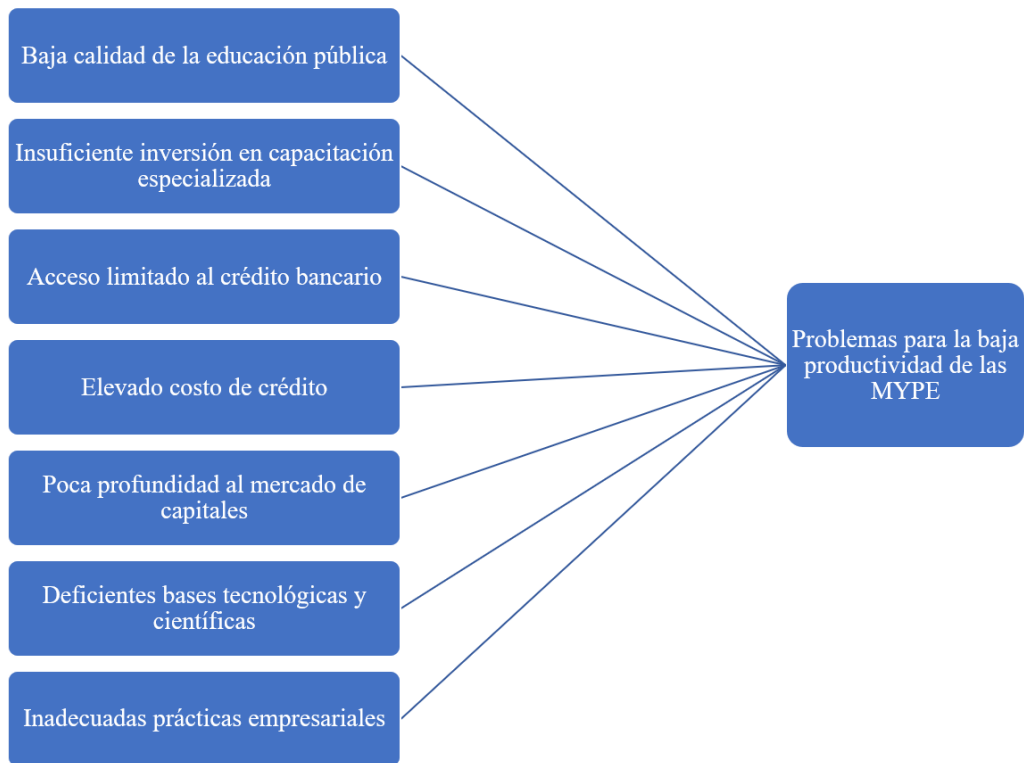 Baja calidad de la educación pública
Insuficiente inversión en capacitación
especializada
Acceso limitado al crédito bancario
Elevado costo de crédito
Poca profundidad al mercado de
capitales
Deficientes bases tecnológicas y
científicas
Inadecuadas prácticas empresariales
Problemas para la baja
productividad de las
MYPE